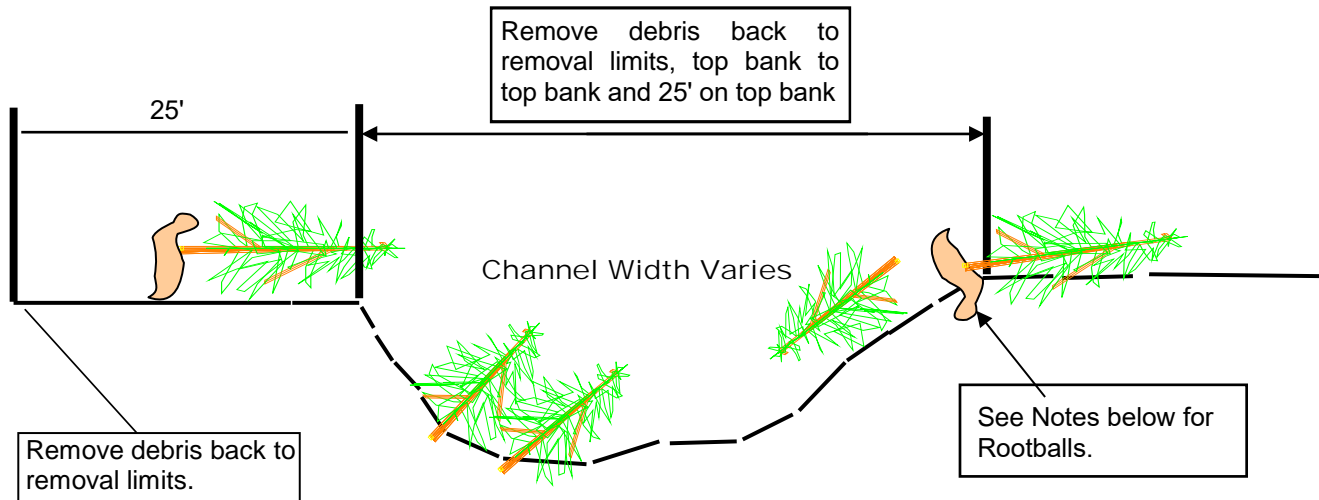 Remove debris back to
removal limits, top bank to
top bank and 25' on top bank
25'
Channel Width Varies
Remove debris back to
removal limits.
See Notes below for
Rootballs.